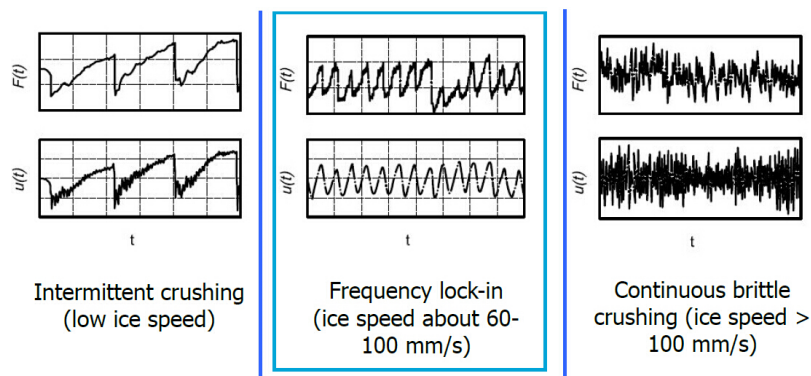 F(t)
u(t)
t
Intermittent crushing
(low ice speed)
F(t)
u(t)
t
Frequency lock-in
(ice speed about 60-
100 mm/s)
F(t)
u(t)
t
Continuous brittle
crushing (ice speed >
100 mm/s)